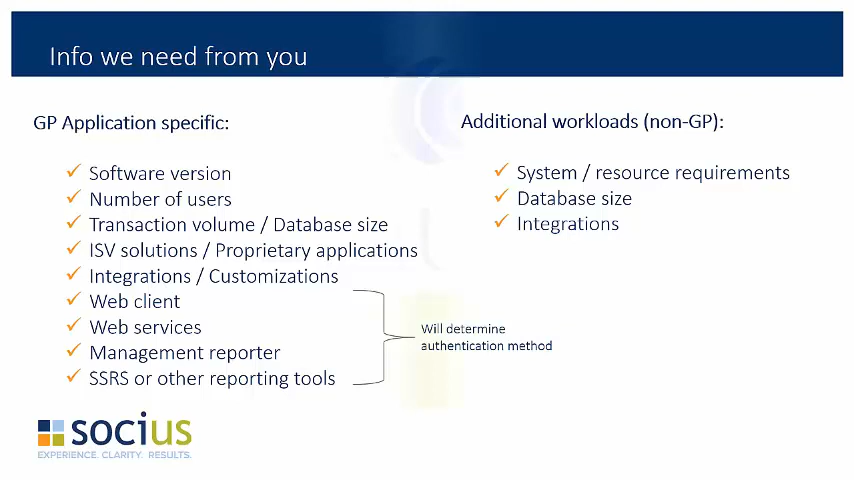 Info we need from you
GP Application specific:
Software version
Number of users
Transaction volume / Database size
ISV solutions / Proprietary applications
Integrations / Customizations
Web client
Web services
Management reporter
SSRS or other reporting tools
Will determine
authentication method
Additional workloads (non-GP):
System / resource requirements
Database size
Integrations
socius
EXPERIENCE. CLARITY. RESULTS.